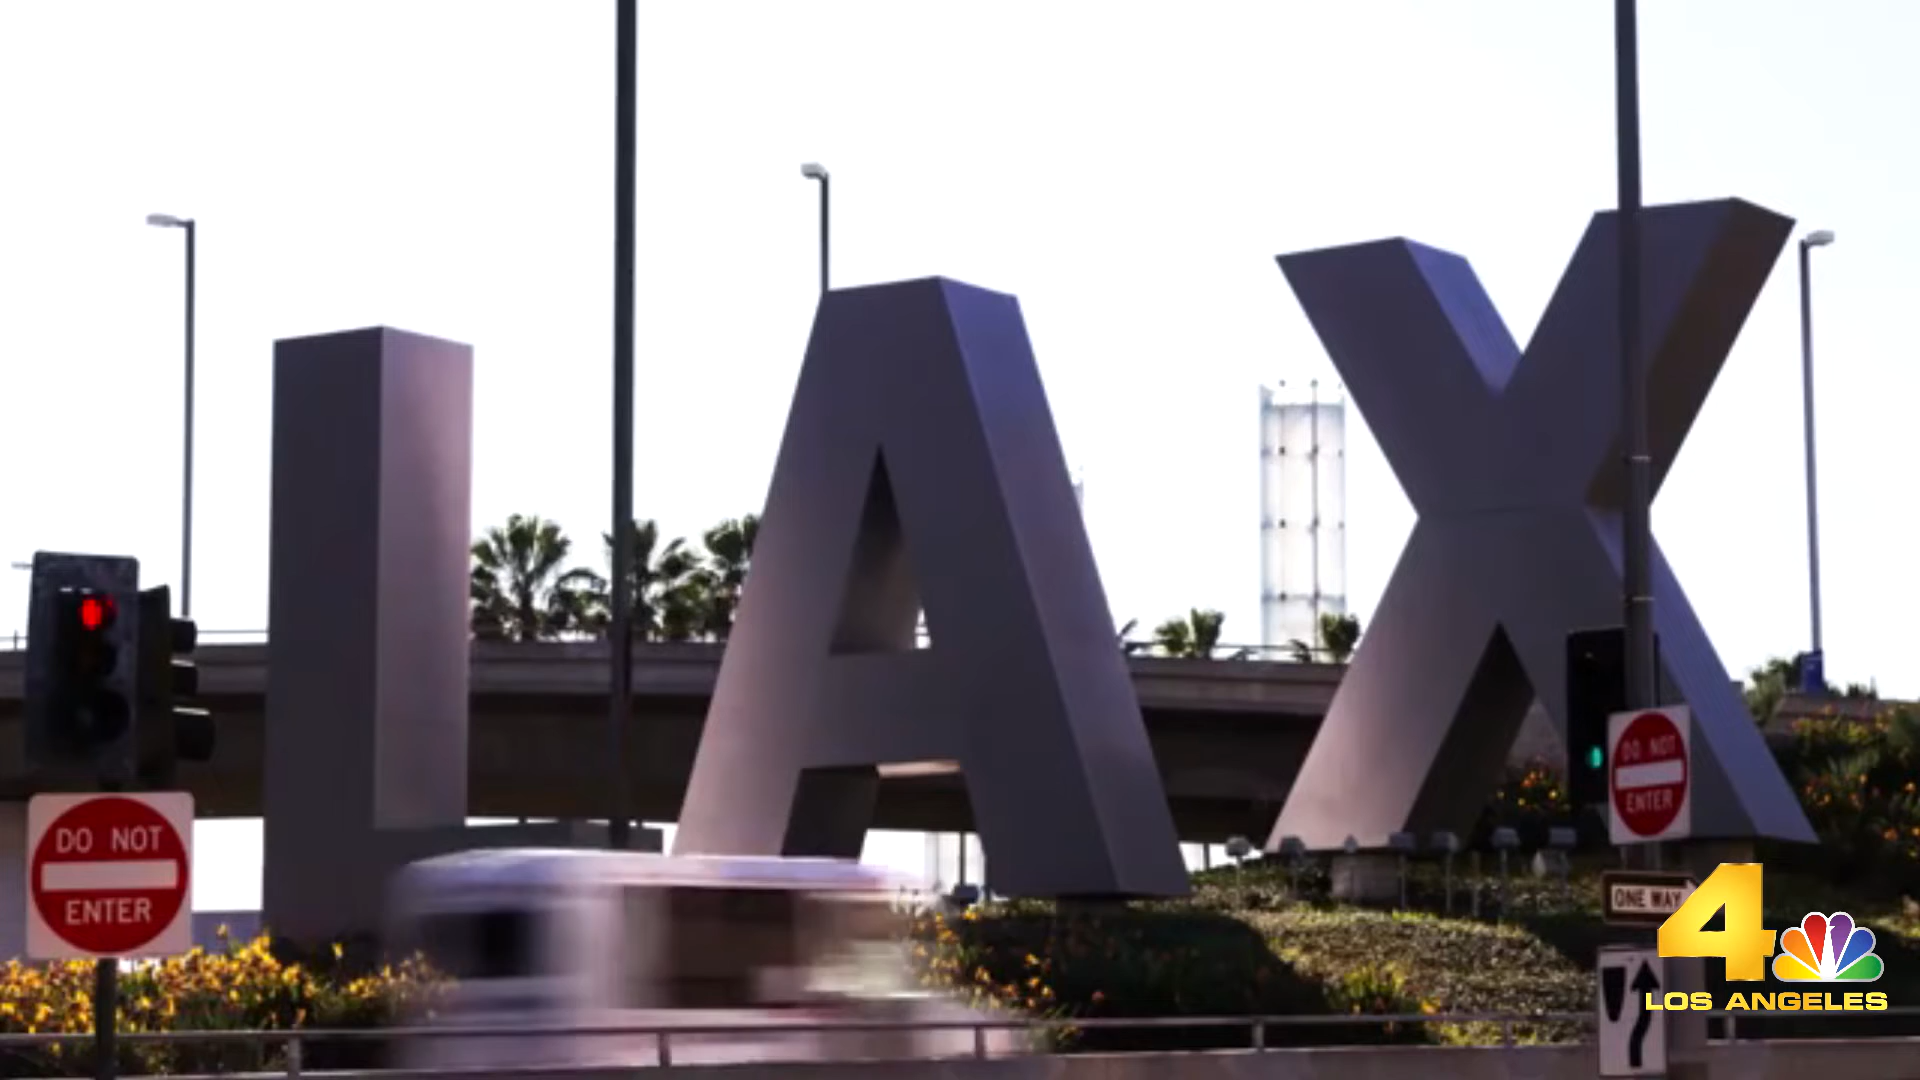 LAX
DO NOT
ENTER
DO NOT
ENTER
ONE WAY
4
LOS ANGELES